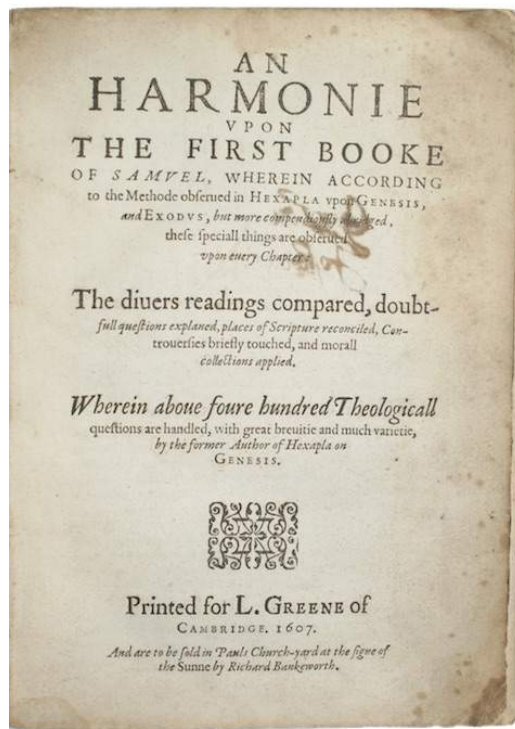 AN
HARMONIE
VPON
THE FIRST BOOKE
OF SAMVEL, WHEREIN ACCORDING
to the Methode obſerued in HEXAPLA vpon GENESIS,
and EXODVS, but more compendiouſly abridged,
theſe ſpeciall things are obſerued
vpon euery Chapter:
The diuers readings compared, doubt-
full queſtions explaned, places of Scripture reconciled, Con-
trouerſies briefly touched, and morall
collections applied.
Wherein aboue foure hundred Theologicall
queſtions are handled, with great breuitie and much varietie,
by the former Author of Hexapla on
GENESIS.
Printed for L. GREENE of
CAMBRIDGE. 1607.
And are to be ſold in Pauls Church-yard at the ſigne of
the Sunne by Richard Bankeworth.